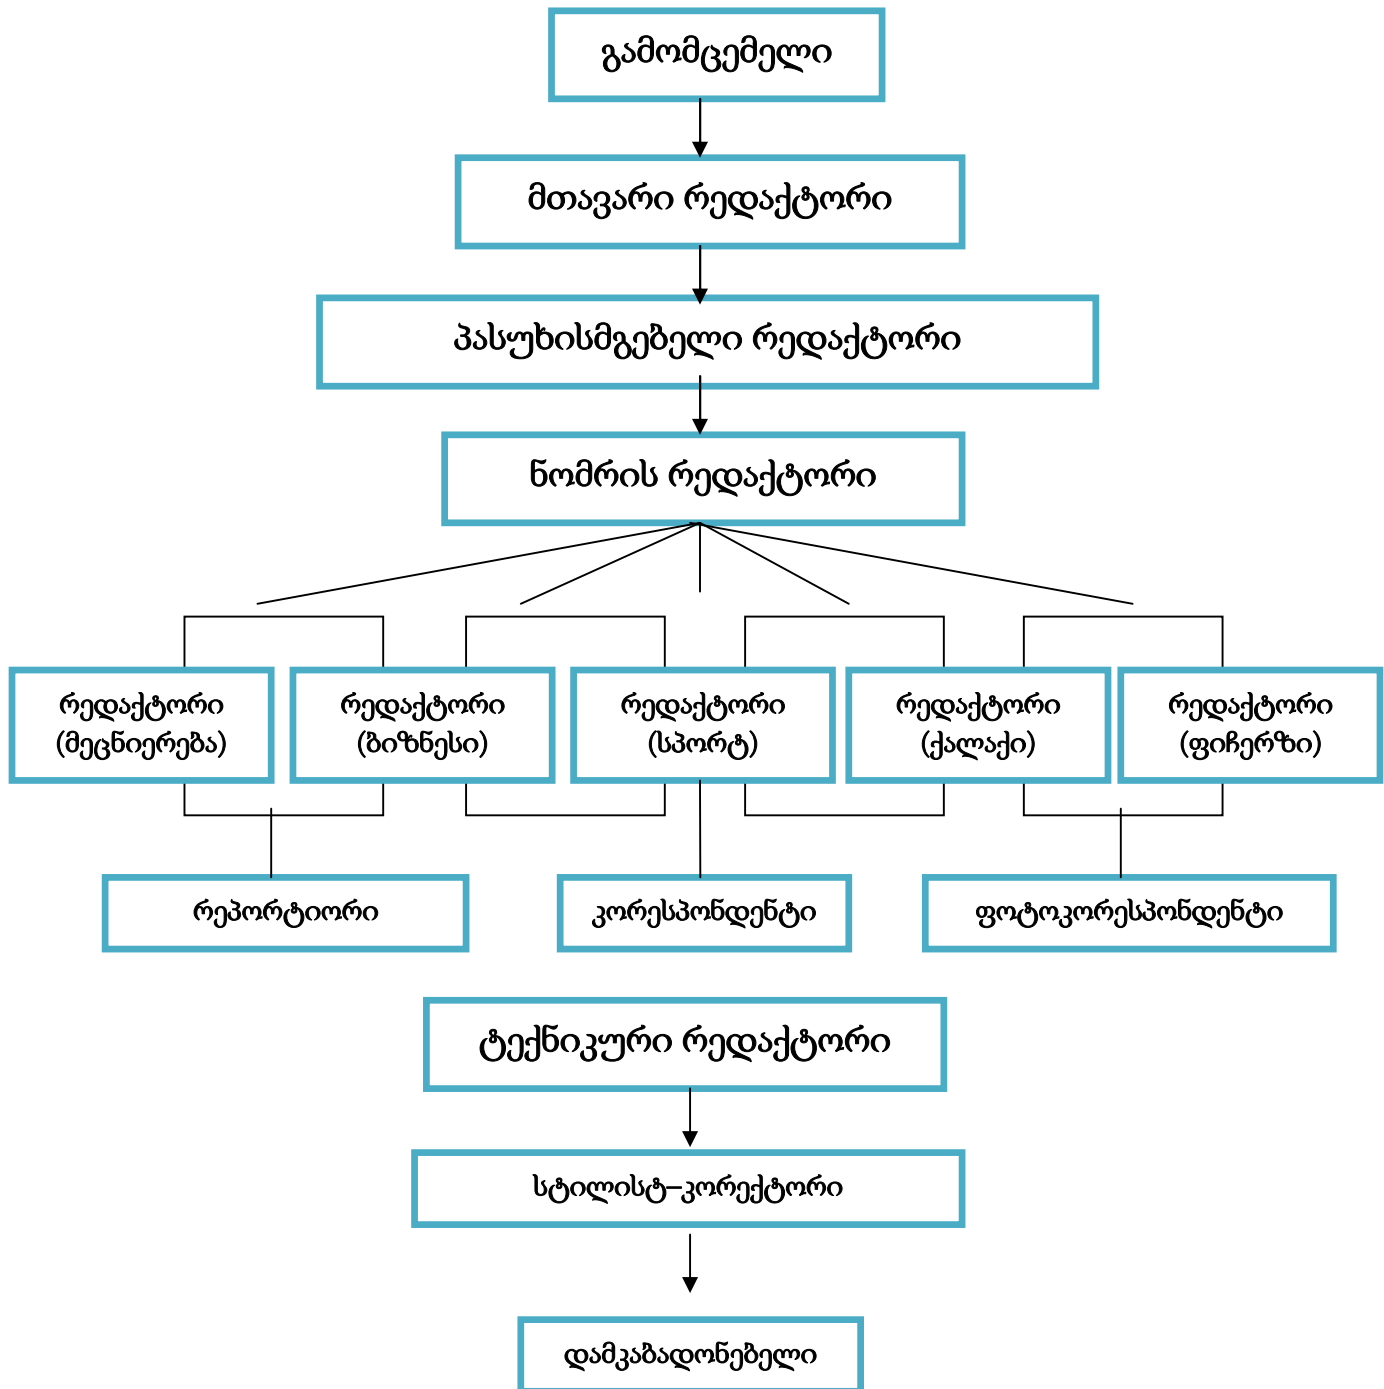 გამომცემელი
მთავარი რედაქტორი
პასუხისმგებელი რედაქტორი
ნომრის რედაქტორი
რედაქტორი
(მეცნიერება)
რედაქტორი
(ბიზნესი)
რედაქტორი
(სპორტ)
რედაქტორი
(ქალაქი)
რედაქტორი
(ფიჩერზი)
რეპორტიორი
კორესპონდენტი
ფოტოკორესპონდენტი
ტექნიკური რედაქტორი
სტილისტ–კორექტორი
დამკაბადონებელი